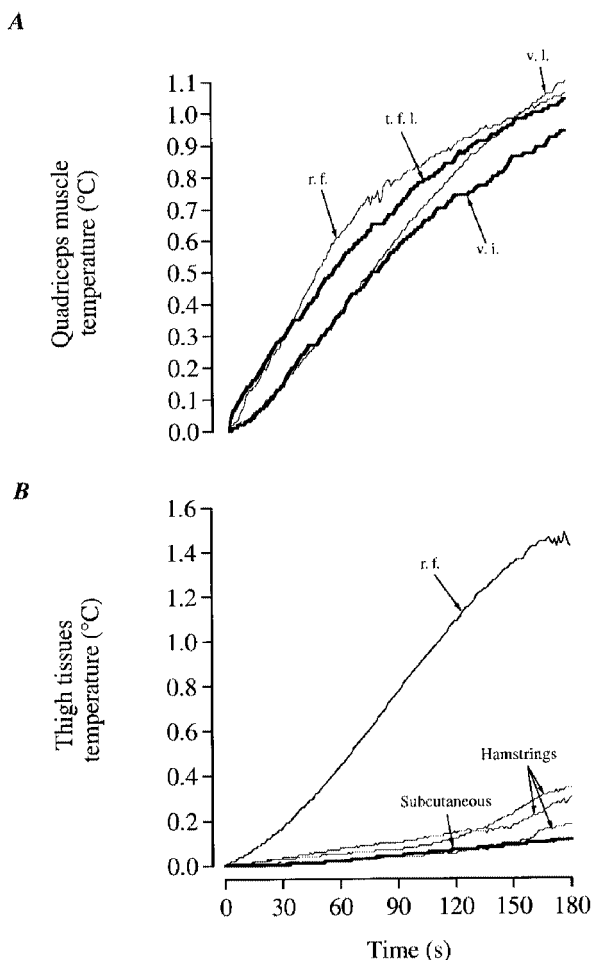 A
Quadriceps muscle
temperature (°C)
1.1
1.0
0.9
0.8
0.7
0.6
0.5
0.4
0.3
0.2
0.1
0.0
r. f.
t. f. l.
v. l.
v. i.
B
Thigh tissues
temperature (°C)
1.6
1.4
1.2
1.0
0.8
0.6
0.4
0.2
0.0
r. f.
Hamstrings
Subcutaneous
0 30 60 90 120 150 180
Time (s)